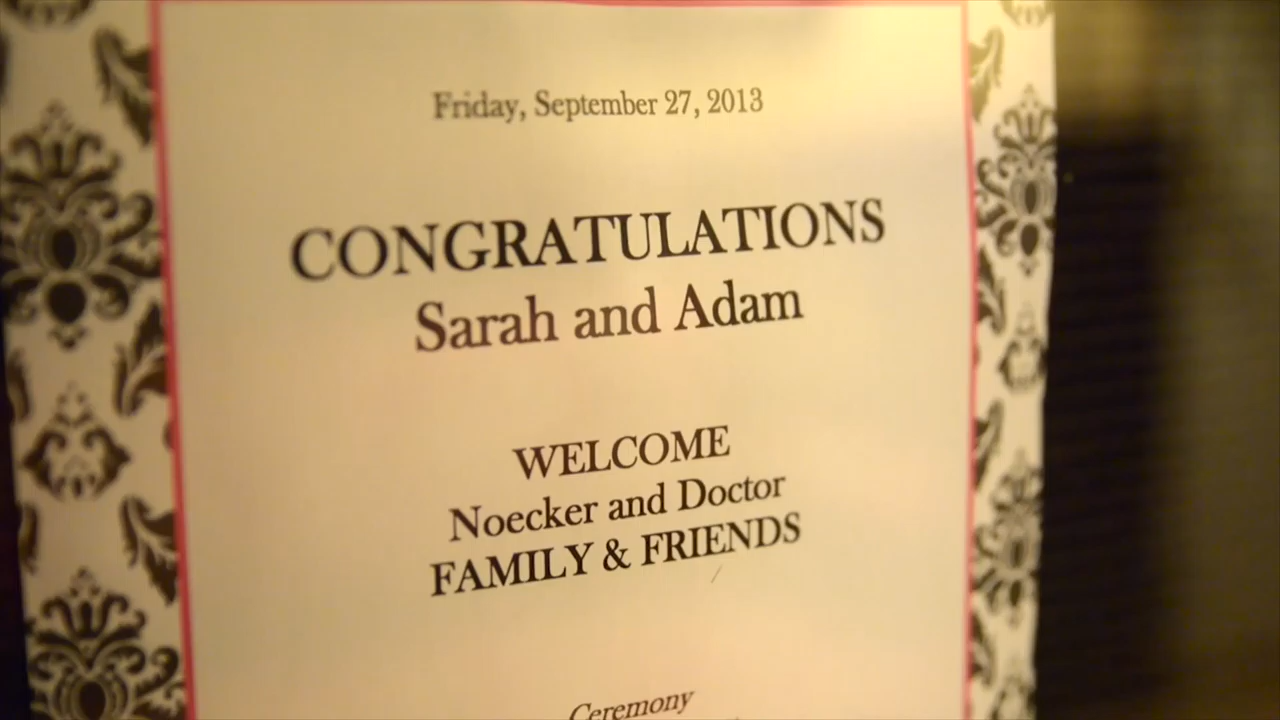 Friday, September 27, 2013
CONGRATULATIONS
Sarah and Adam
WELCOME
Noecker and Doctor
FAMILY & FRIENDS
Ceremony